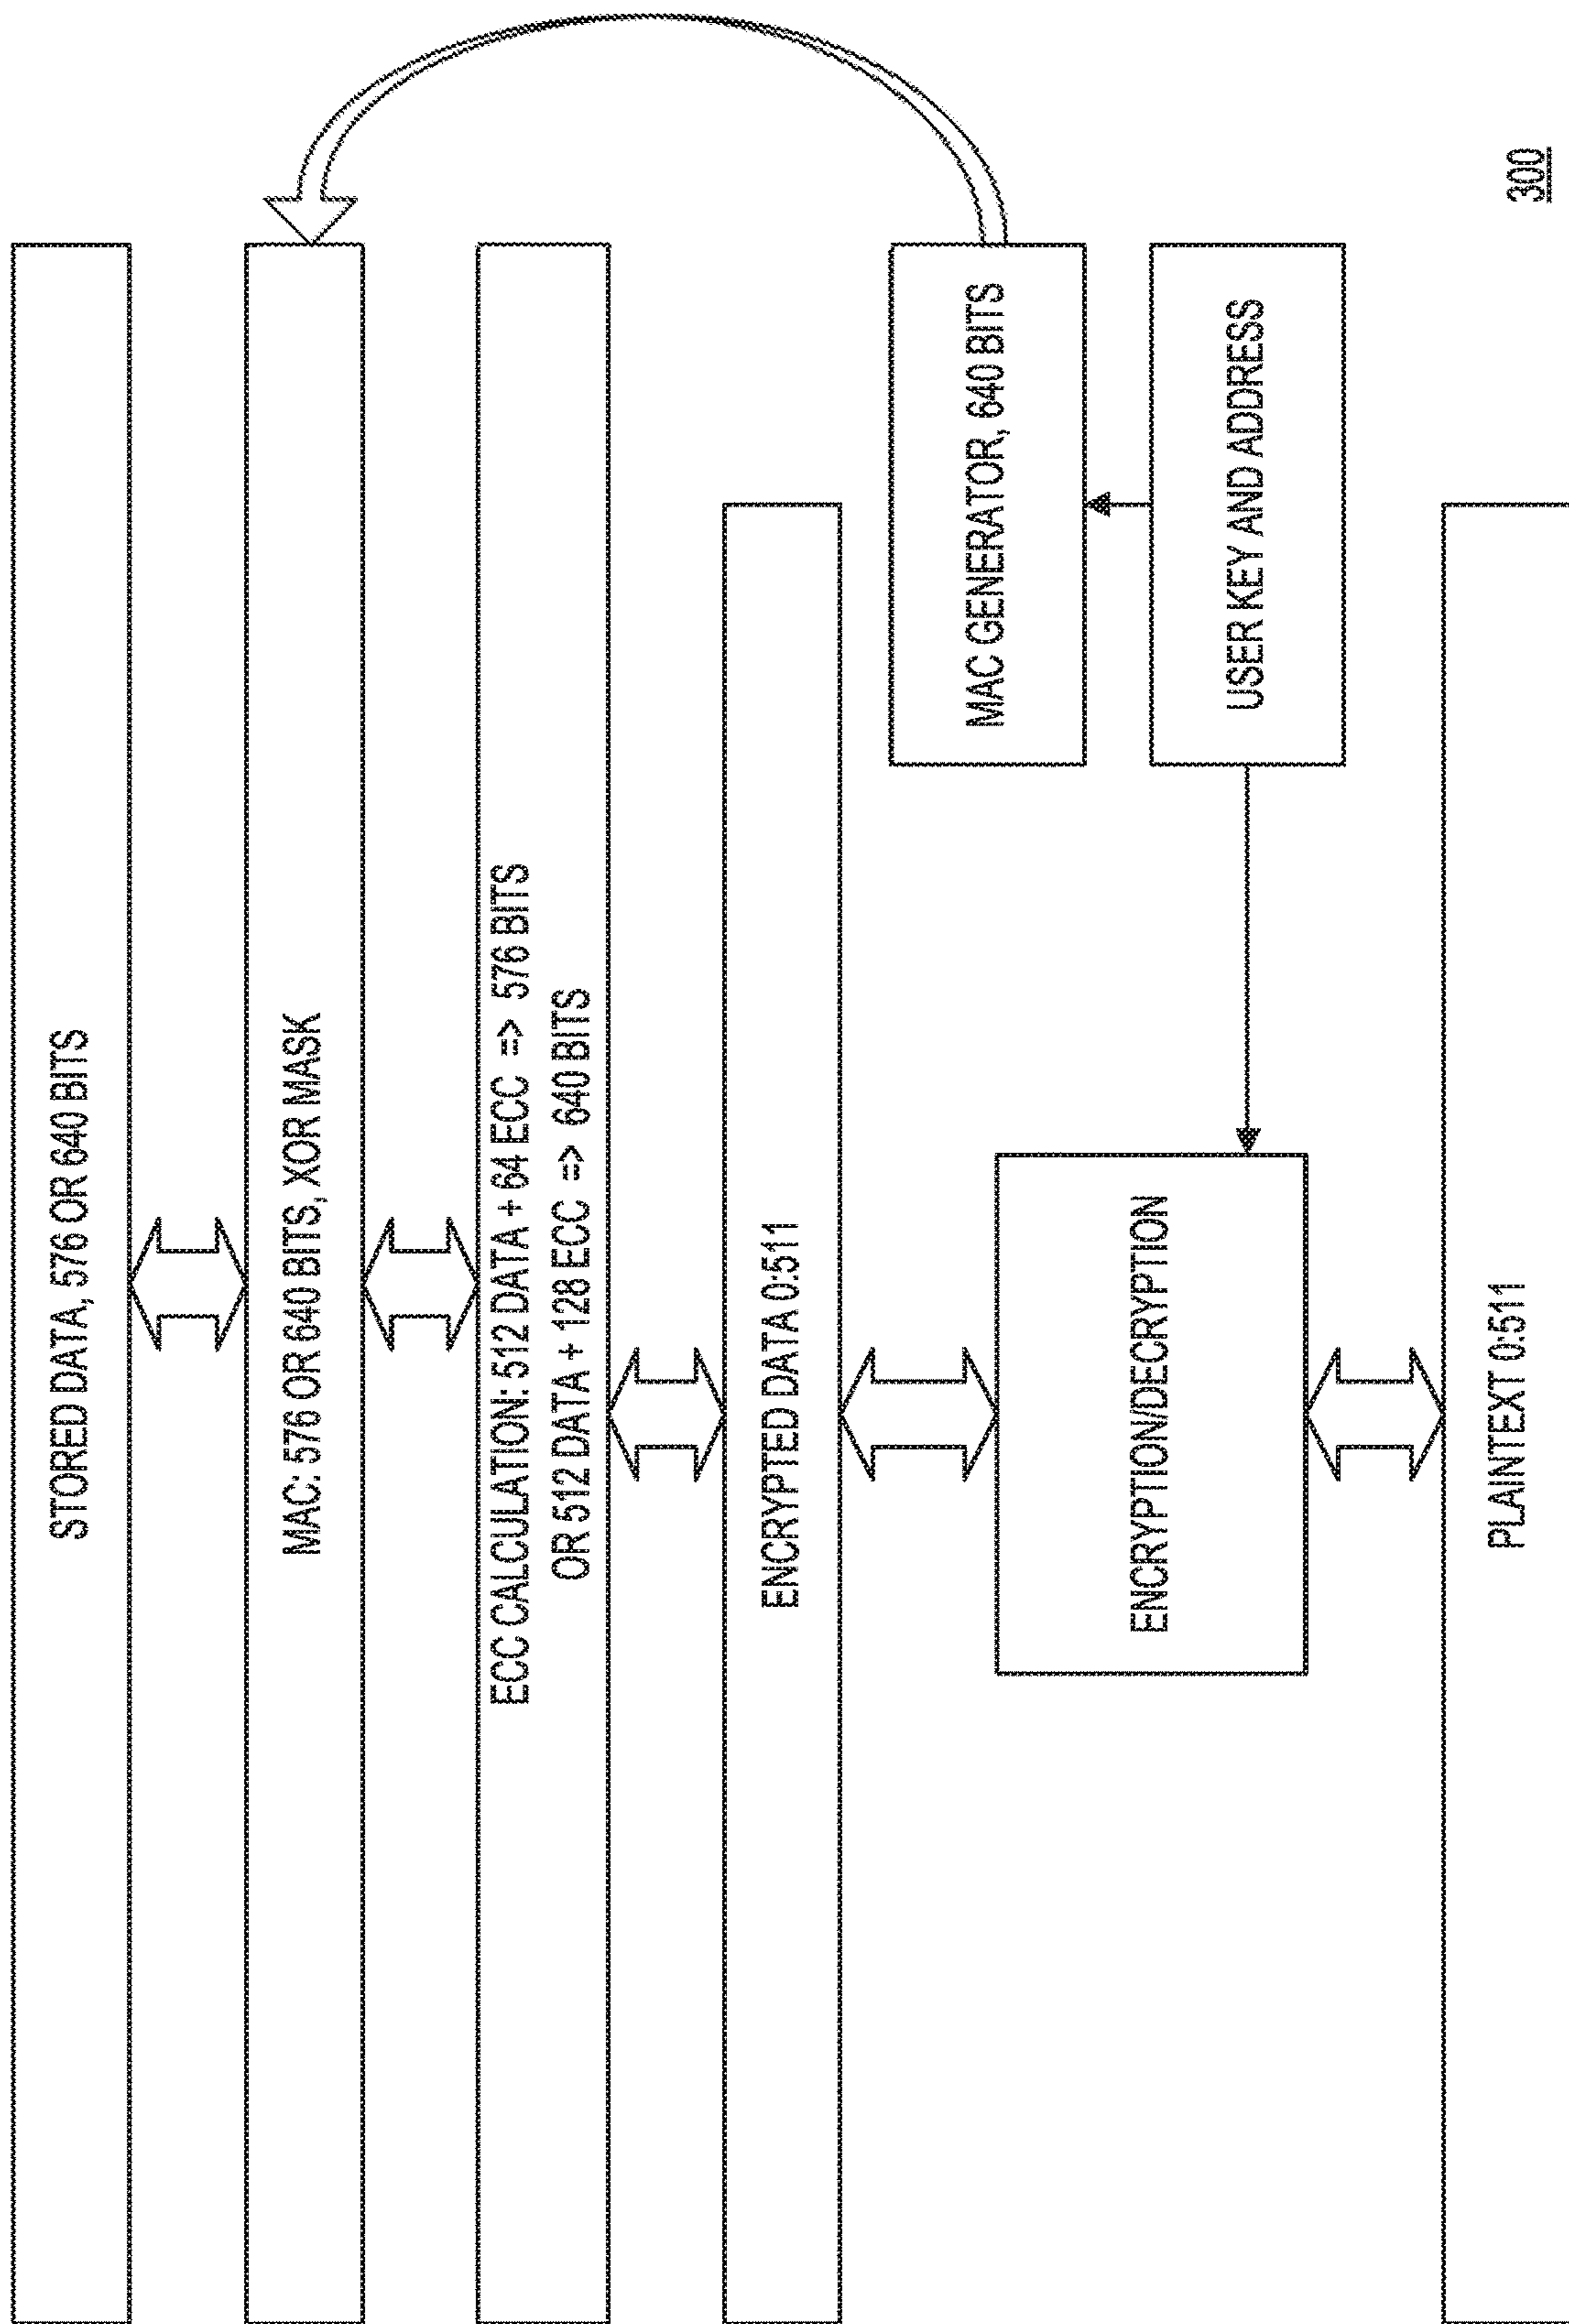 STORED DATA, 576 OR 640 BITS
MAC: 576 OR 640 BITS, XOR MASK
ECC CALCULATION: 512 DATA + 64 ECC => 576 BITS
OR 512 DATA + 128 ECC => 640 BITS
ENCRYPTED DATA 0:511
MAC GENERATOR, 640 BITS
ENCRYPTION/DECRYPTION
USER KEY AND ADDRESS
PLAINTEXT 0:511
300